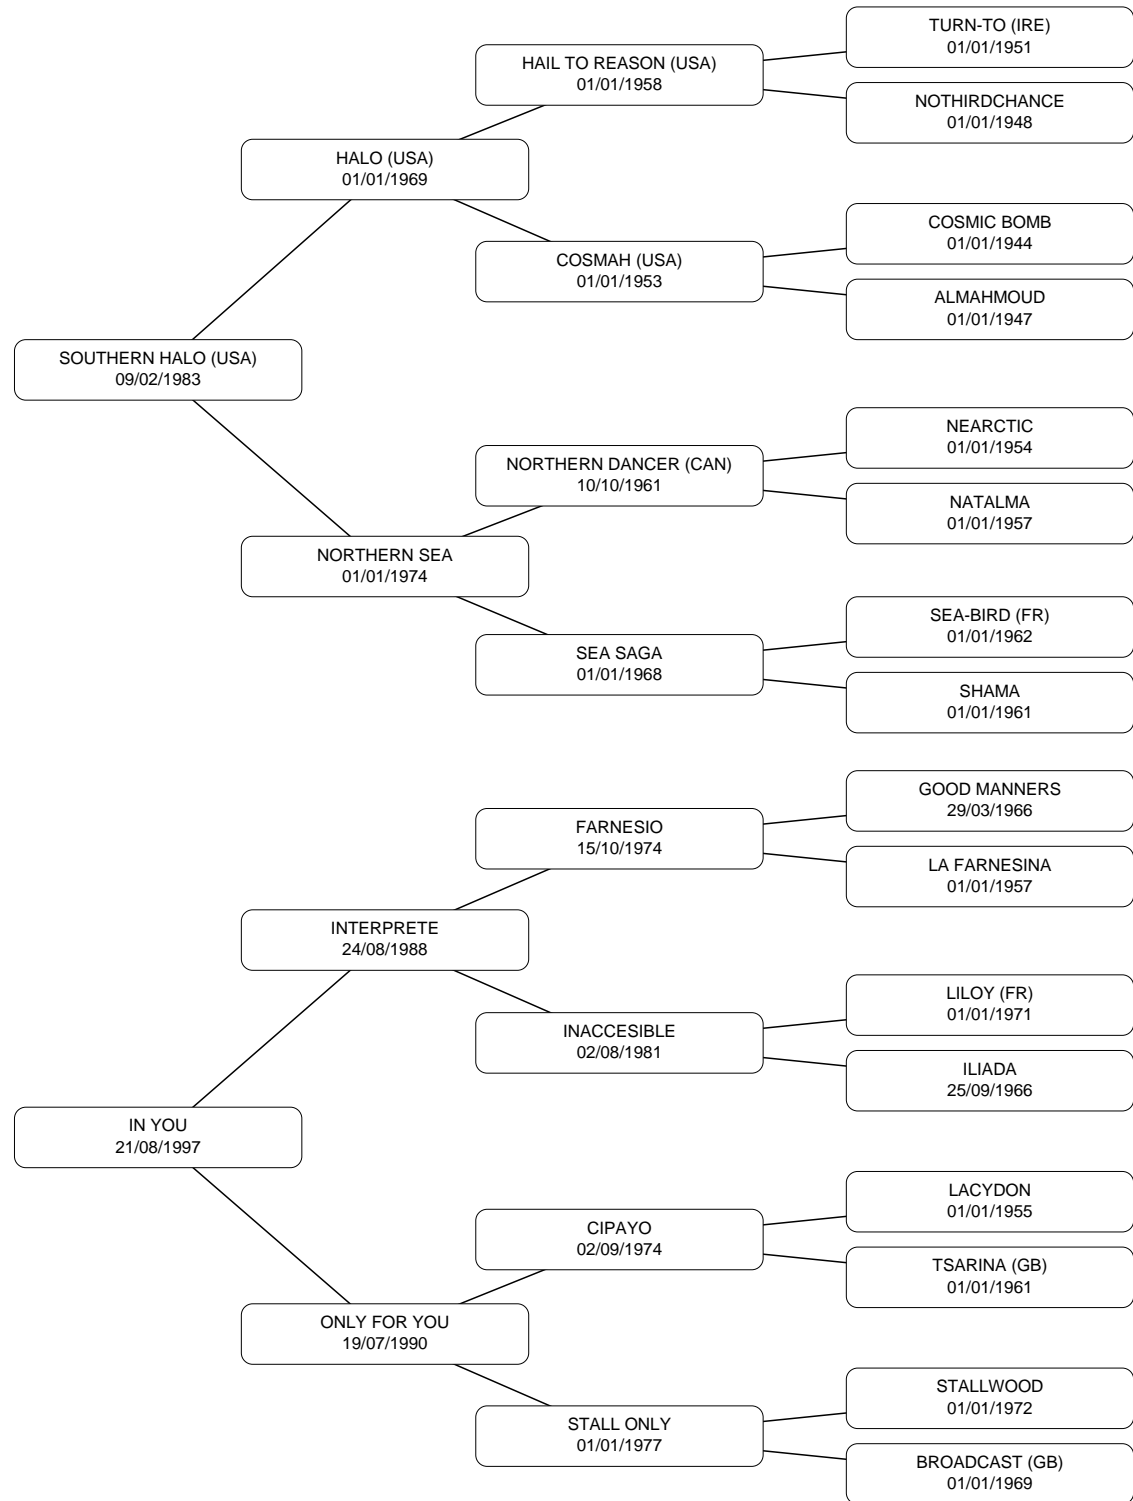 TURN-TO (IRE)
01/01/1951
HAIL TO REASON (USA)
01/01/1958
NOTHIRDCHANCE
01/01/1948
HALO (USA)
01/01/1969
COSMIC BOMB
01/01/1944
COSMAH (USA)
01/01/1953
ALMAHMOUD
01/01/1947
SOUTHERN HALO (USA)
09/02/1983
NEARCTIC
01/01/1954
NORTHERN DANCER (CAN)
10/10/1961
NATALMA
01/01/1957
NORTHERN SEA
01/01/1974
SEA-BIRD (FR)
01/01/1962
SEA SAGA
01/01/1968
SHAMA
01/01/1961
GOOD MANNERS
29/03/1966
FARNESIO
15/10/1974
LA FARNESINA
01/01/1957
INTERPRETE
24/08/1988
LILOY (FR)
01/01/1971
INACCESIBLE
02/08/1981
ILIADA
25/09/1966
IN YOU
21/08/1997
LACYDON
01/01/1955
CIPAYO
02/09/1974
TSARINA (GB)
01/01/1961
ONLY FOR YOU
19/07/1990
STALLWOOD
01/01/1972
STALL ONLY
01/01/1977
BROADCAST (GB)
01/01/1969